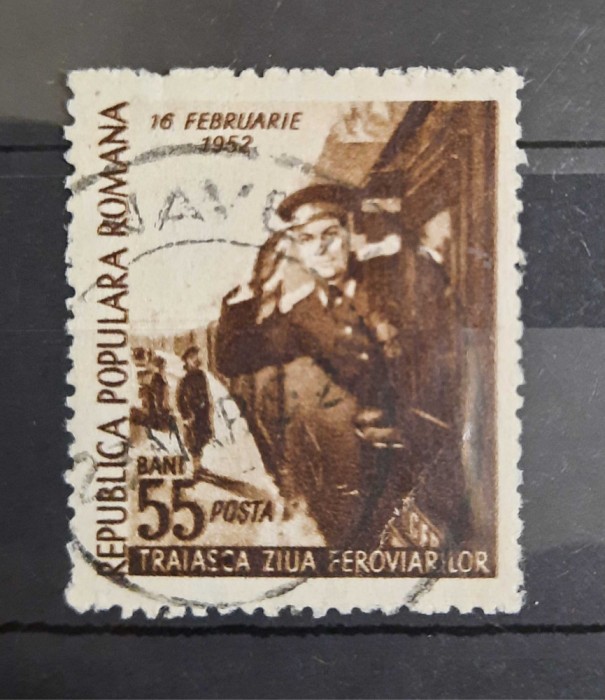 16 FEBRUARIE
1952
REPUBLICA POPULARA ROMANA
BANI
55 POSTA
TRAIASCA ZIUA FEROVIARILOR